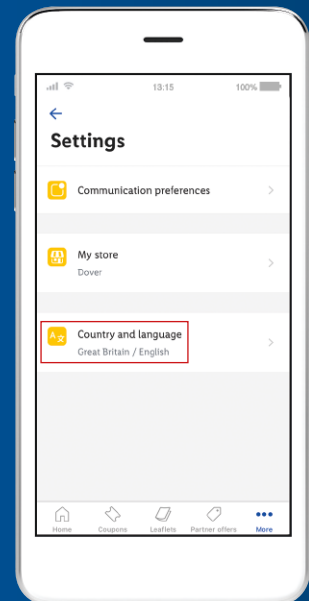 13:15
100%
Settings
Communication preferences
My store
Dover
Country and language
Great Britain / English
Home Coupons Leaflets Partner offers More